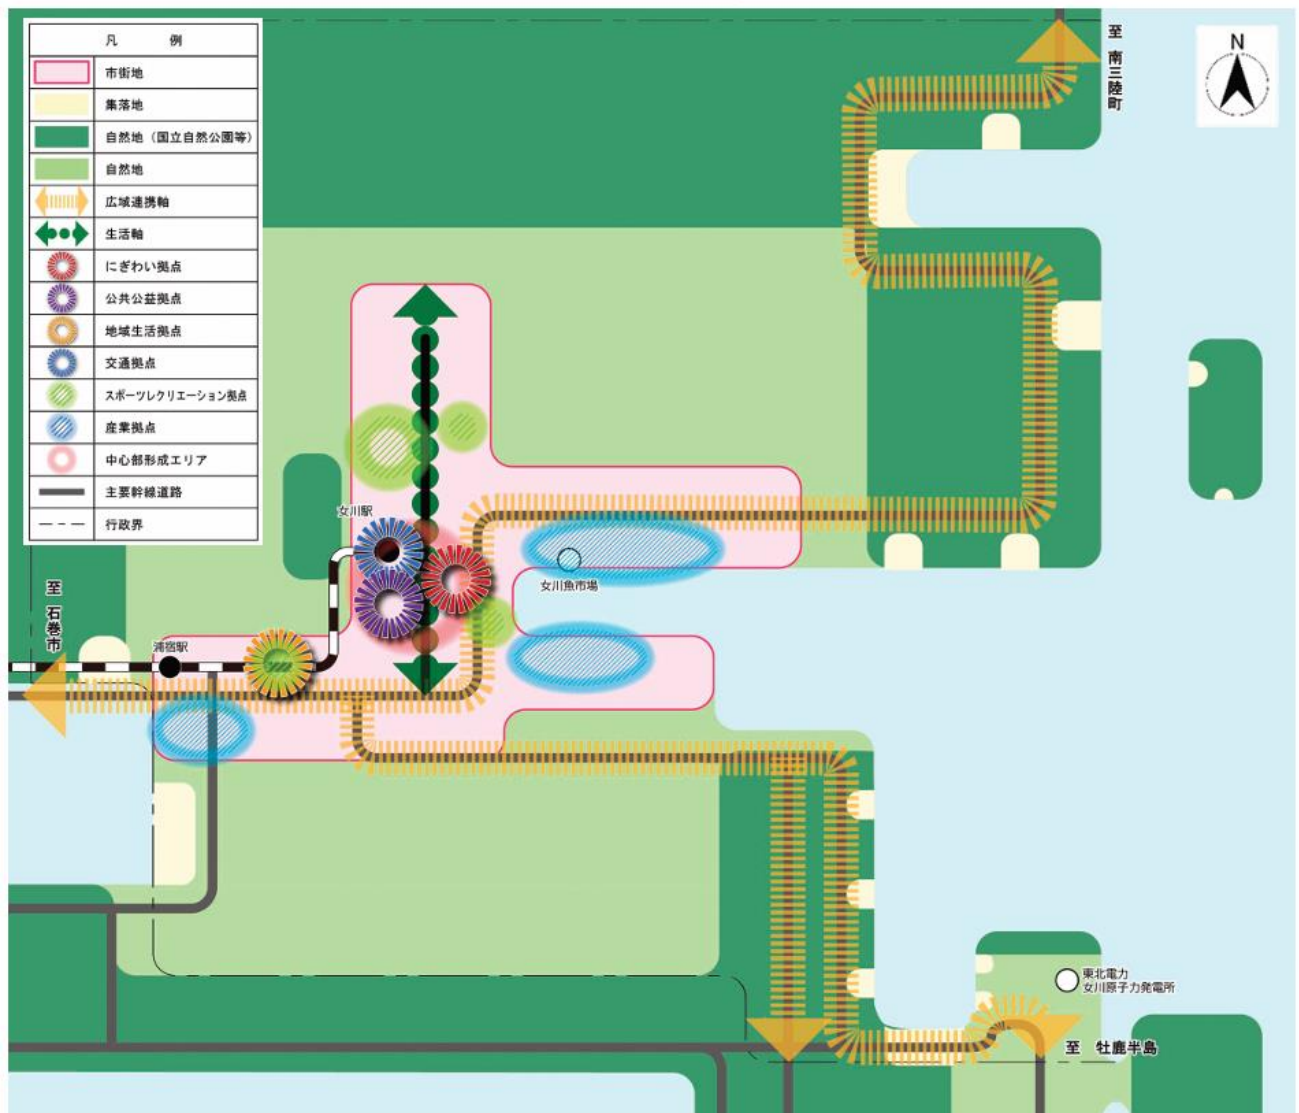 凡 例
市街地
集落地
自然地（国立自然公園等）
自然地
広域連携軸
生活軸
にぎわい拠点
公共公益拠点
地域生活拠点
交通拠点
スポーツレクリエーション拠点
産業拠点
中心部形成エリア
主要幹線道路
行政界
至 南三陸町
N
女川駅
女川魚市場
至 石巻市
浦宿駅
東北電力
女川原子力発電所
至 牡鹿半島